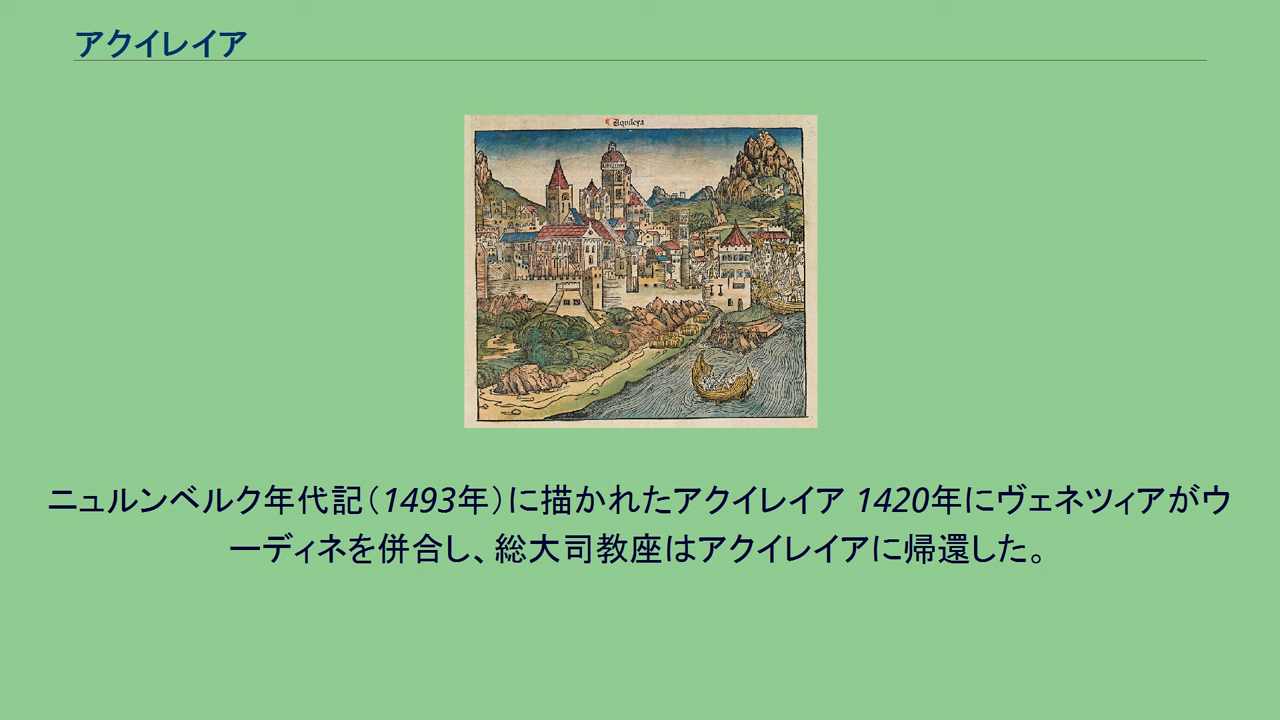 アクイレイア
Aquileya
ニュルンベルク年代記（1493年）に描かれたアクイレイア 1420年にヴェネツィアがウ
ーディネを併合し、総大司教座はアクイレイアに帰還した。